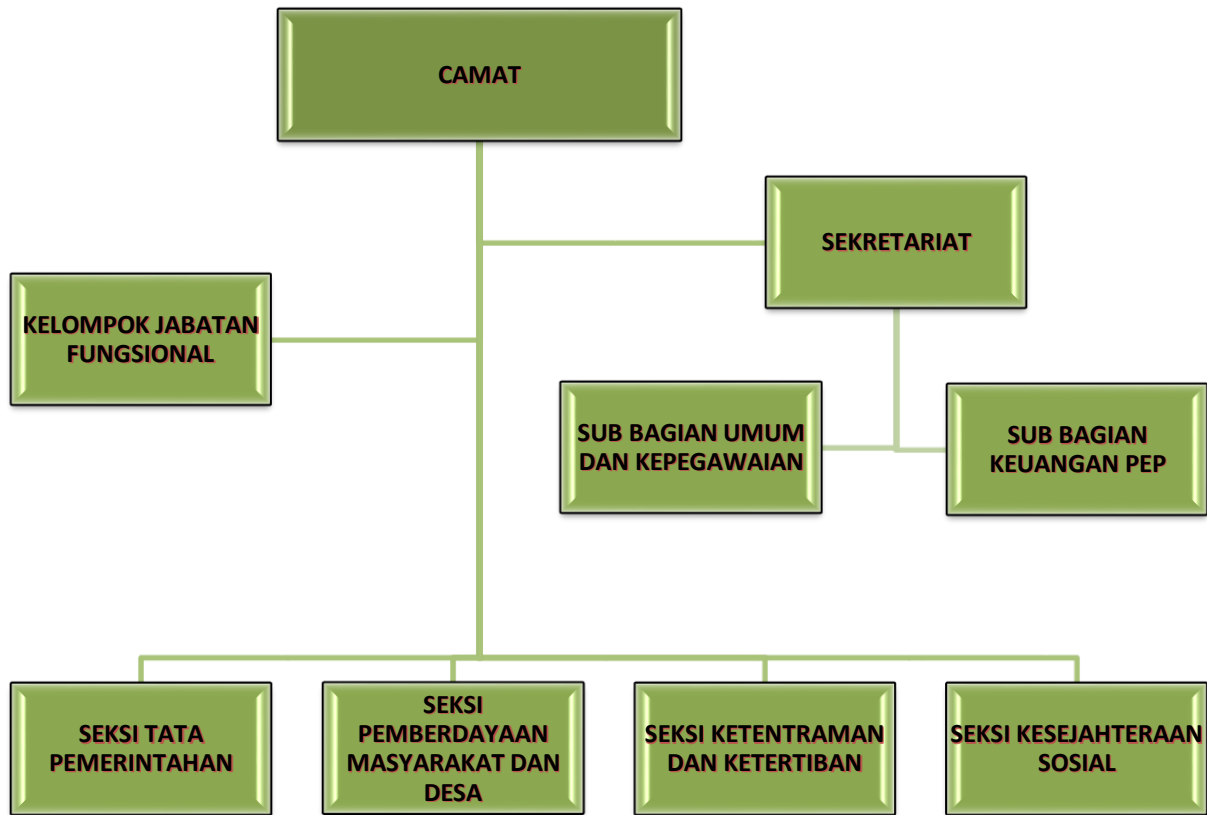 CAMAT
SEKRETARIAT
KELOMPOK JABATAN
FUNGSIONAL
SUB BAGIAN UMUM
DAN KEPEGAWAIAN
SUB BAGIAN
KEUANGAN PEP
SEKSI TATA
PEMERINTAHAN
SEKSI
PEMBERDAYAAN
MASYARAKAT DAN
DESA
SEKSI KETENTRAMAN
DAN KETERTIBAN
SEKSI KESEJAHTERAAN
SOSIAL